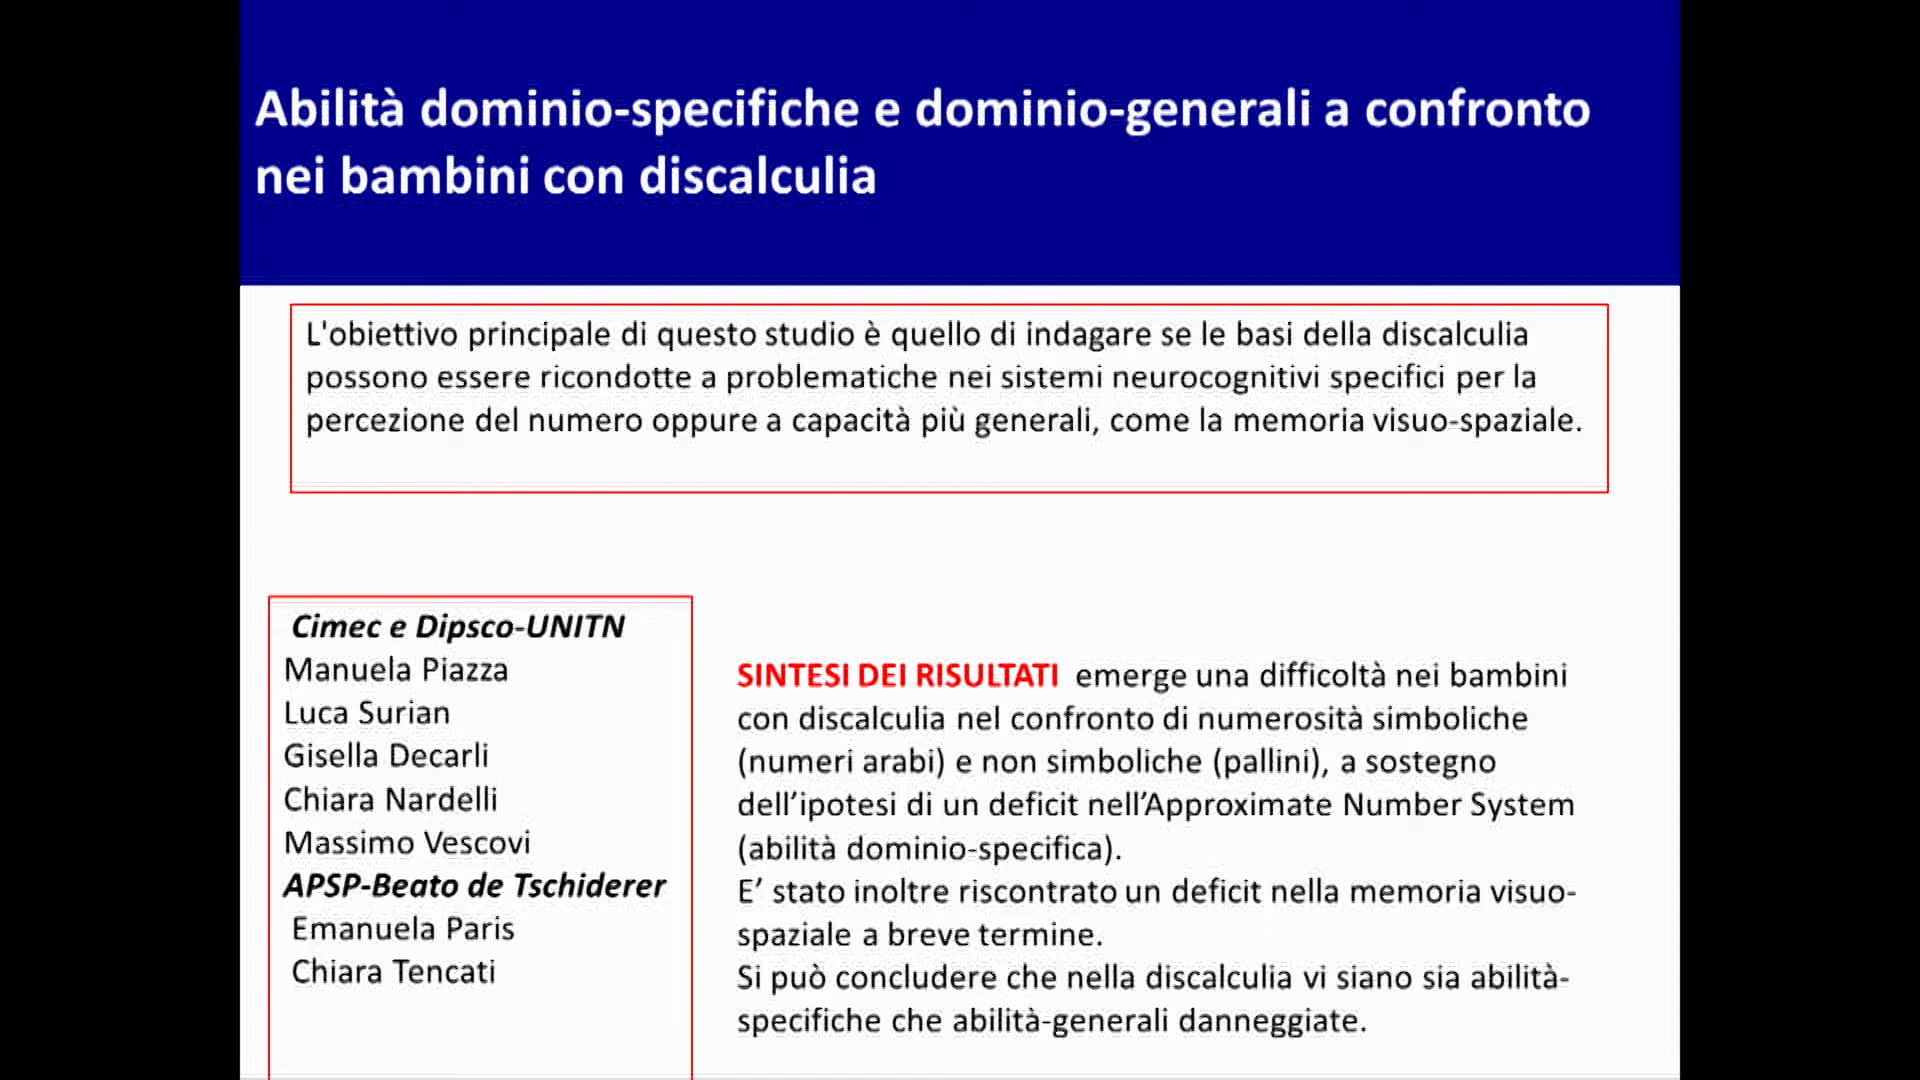 Abilità dominio-specifiche e dominio-generali a confronto
nei bambini con discalculia
L'obiettivo principale di questo studio è quello di indagare se le basi della discalculia
possono essere ricondotte a problematiche nei sistemi neurocognitivi specifici per la
percezione del numero oppure a capacità più generali, come la memoria visuo-spaziale.
Cimec e Dipsco-UNITN
Manuela Piazza
Luca Surian
Gisella Decarli
Chiara Nardelli
Massimo Vescovi
APSP-Beato de Tschiderer
Emanuela Paris
Chiara Tencati
SINTESI DEI RISULTATI emerge una difficoltà nei bambini
con discalculia nel confronto di numerosità simboliche
(numeri arabi) e non simboliche (pallini), a sostegno
dell’ipotesi di un deficit nell’Approximate Number System
(abilità dominio-specifica).
E’ stato inoltre riscontrato un deficit nella memoria visuo-
spaziale a breve termine.
Si può concludere che nella discalculia vi siano sia abilità-
specifiche che abilità-generali danneggiate.